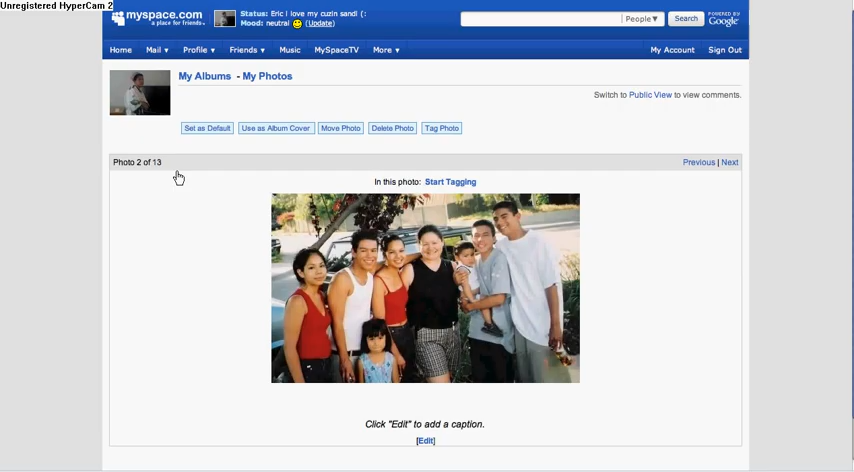 Unregistered HyperCam 2
myspace.com
a place for friends.
Status: Eric i love my cuzin sandi (:
Mood: neutral (Update)
People▼
Search
POWERED BY
Google
Home Mail ▼ Profile ▼ Friends ▼ Music MySpaceTV More ▼ My Account Sign Out
My Albums - My Photos
Switch to Public View to view comments.
Set as Default Use as Album Cover Move Photo Delete Photo Tag Photo
Photo 2 of 13 Previous | Next
In this photo: Start Tagging
Click "Edit" to add a caption.
[Edit]